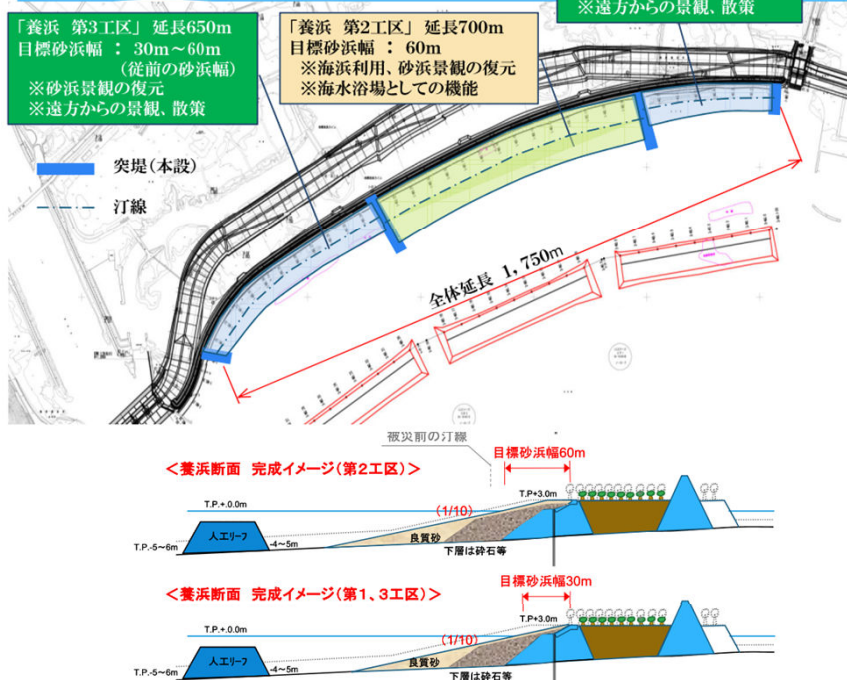 ※遠方からの景観、散策
「養浜 第3工区」 延長650m
目標砂浜幅 : 30m～60m
(従前の砂浜幅)
※砂浜景観の復元
※遠方からの景観、散策
「養浜 第2工区」 延長700m
目標砂浜幅 : 60m
※海浜利用、砂浜景観の復元
※海水浴場としての機能
突堤(本設)
汀線
全体延長 1,750m
被災前の汀線
<養浜断面 完成イメージ(第2工区)>
目標砂浜幅60m
T.P+3.0m
T.P.+.0.0m
(1/10)
人工リーフ
良質砂
T.P.-5～6m
-4～5m
下層は砕石等
<養浜断面 完成イメージ(第1、3工区)>
目標砂浜幅30m
T.P+3.0m
T.P.+.0.0m
(1/10)
人工リーフ
良質砂
T.P.-5～6m
-4～5m
下層は砕石等